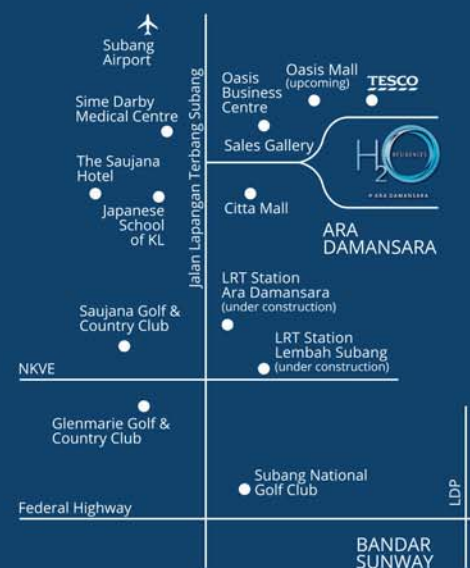 Subang
Airport
Sime Darby
Medical Centre
The Saujana
Hotel
Japanese
School
of KL
Jalan Lapangan Terbang Subang
Oasis
Business
Centre
Oasis Mall
(upcoming)
TESCO
Sales Gallery
H2O
RESIDENCES
@ ARA DAMANSARA
Citta Mall
ARA
DAMANSARA
LRT Station
Ara Damansara
(under construction)
Saujana Golf &
Country Club
LRT Station
Lembah Subang
(under construction)
NKVE
Glenmarie Golf &
Country Club
Subang National
Golf Club
LDP
Federal Highway
BANDAR
SUNWAY